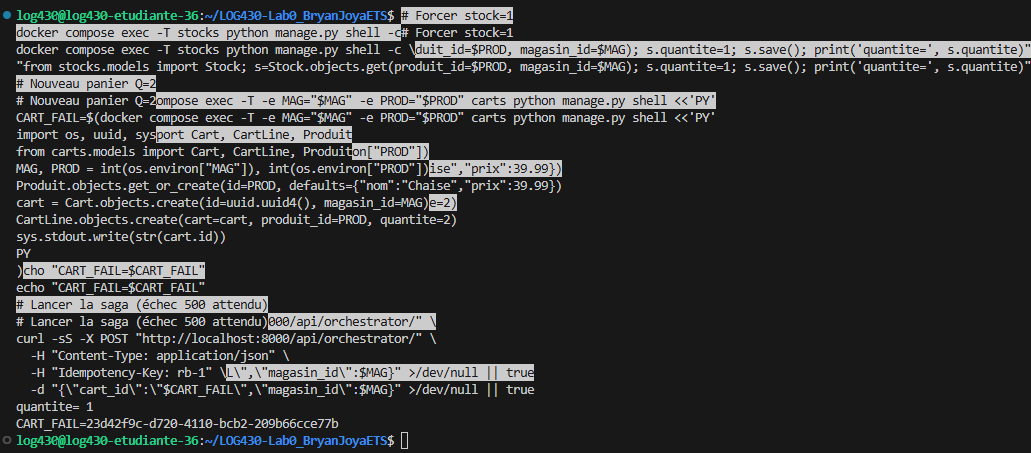 log430@log430-etudiante-36:~/LOG430-Lab0_BryanJoyaETS$ # Forcer stock=1
docker compose exec -T stocks python manage.py shell -c# Forcer stock=1
docker compose exec -T stocks python manage.py shell -c \duit_id=$PROD, magasin_id=$MAG); s.quantite=1; s.save(); print('quantite=', s.quantite)"
"from stocks.models import Stock; s=Stock.objects.get(produit_id=$PROD, magasin_id=$MAG); s.quantite=1; s.save(); print('quantite=', s.quantite)"
# Nouveau panier Q=2
# Nouveau panier Q=2ompose exec -T -e MAG="$MAG" -e PROD="$PROD" carts python manage.py shell <<'PY'
CART_FAIL=$(docker compose exec -T -e MAG="$MAG" -e PROD="$PROD" carts python manage.py shell <<'PY'
import os, uuid, sysport Cart, CartLine, Produit
from carts.models import Cart, CartLine, Produiton["PROD"])
MAG, PROD = int(os.environ["MAG"]), int(os.environ["PROD"])ise","prix":39.99})
Produit.objects.get_or_create(id=PROD, defaults={"nom":"Chaise","prix":39.99})
cart = Cart.objects.create(id=uuid.uuid4(), magasin_id=MAG)e=2)
CartLine.objects.create(cart=cart, produit_id=PROD, quantite=2)
sys.stdout.write(str(cart.id))
PY
)cho "CART_FAIL=$CART_FAIL"
echo "CART_FAIL=$CART_FAIL"
# Lancer la saga (échec 500 attendu)
# Lancer la saga (échec 500 attendu)000/api/orchestrator/" \
curl -sS -X POST "http://localhost:8000/api/orchestrator/" \
-H "Content-Type: application/json" \
-H "Idempotency-Key: rb-1" \L\",\"magasin_id\":$MAG}" >/dev/null || true
-d "{\"cart_id\":\"$CART_FAIL\",\"magasin_id\":$MAG}" >/dev/null || true
quantite= 1
CART_FAIL=23d42f9c-d720-4110-bcb2-209b66cce77b
log430@log430-etudiante-36:~/LOG430-Lab0_BryanJoyaETS$